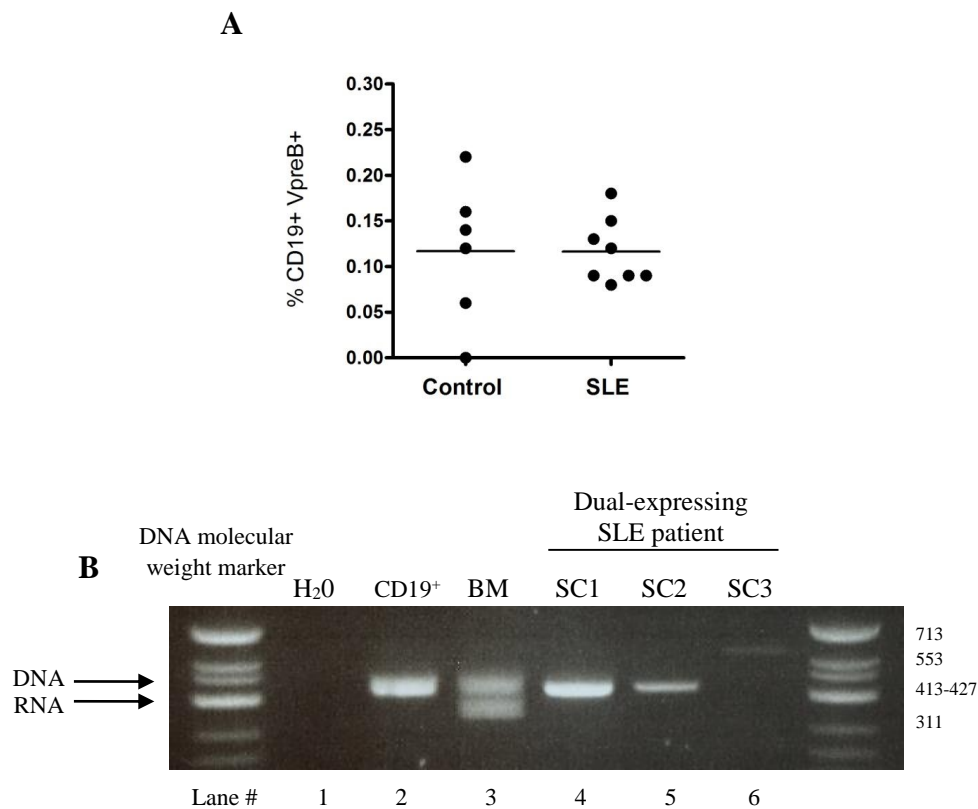 A
0.30
0.25
0.20
0.15
0.10
0.05
0.00
% CD19+ VpreB+
Control SLE
Dual-expressing
SLE patient
DNA molecular
weight marker
B
H₂0 CD19⁺ BM SC1 SC2 SC3
713
553
DNA
413-427
RNA
311
Lane # 1 2 3 4 5 6